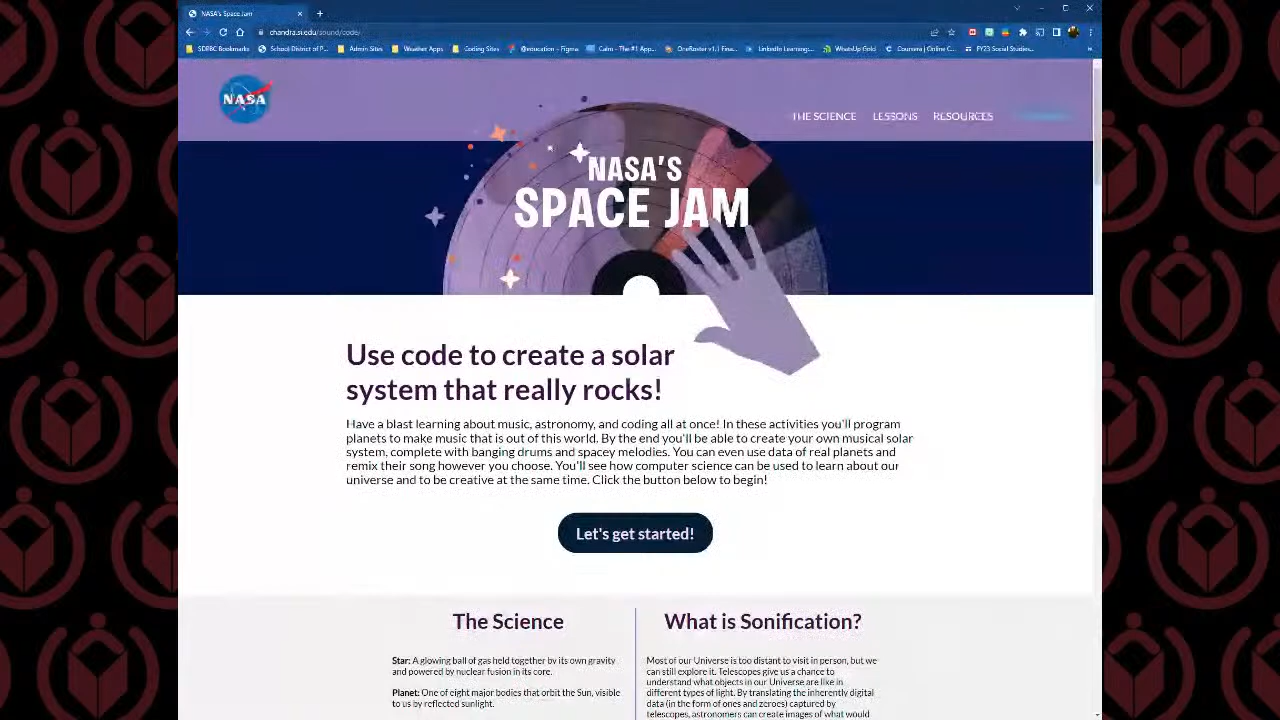 NASA's Space Jam
chandra.si.edu/sound/code/
SDPBC Bookmarks School District of P... Admin Sites Weather Apps Coding Sites @education – Figma Calm - The #1 App... OneRoster v1.1 Fina... LinkedIn Learning:... WhatsUp Gold Coursera | Online C... FY23 Social Studies...
NASA
THE SCIENCE LESSONS RESOURCES
NASA'S
SPACE JAM
Use code to create a solar
system that really rocks!
Have a blast learning about music, astronomy, and coding all at once! In these activities you'll program
planets to make music that is out of this world. By the end you'll be able to create your own musical solar
system, complete with banging drums and spacey melodies. You can even use data of real planets and
remix their song however you choose. You'll see how computer science can be used to learn about our
universe and to be creative at the same time. Click the button below to begin!
Let's get started!
The Science
Star: A glowing ball of gas held together by its own gravity
and powered by nuclear fusion in its core.
Planet: One of eight major bodies that orbit the Sun, visible
to us by reflected sunlight.
What is Sonification?
Most of our Universe is too distant to visit in person, but we
can still explore it. Telescopes give us a chance to
understand what objects in our Universe are like in
different types of light. By translating the inherently digital
data (in the form of ones and zeroes) captured by
telescopes, astronomers can create images of what would